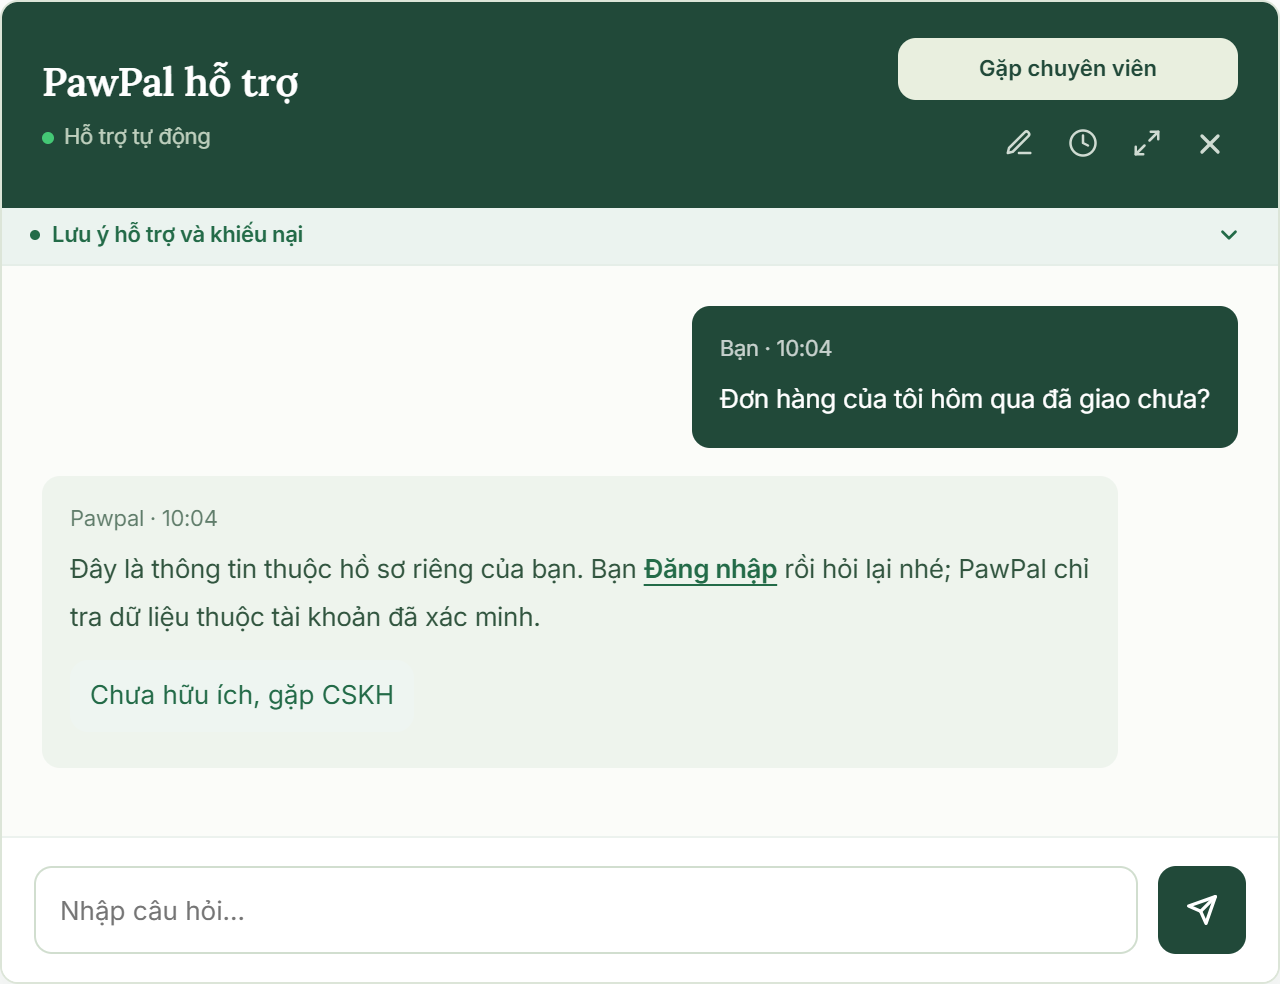 PawPal hỗ trợ
Hỗ trợ tự động
Gặp chuyên viên
Lưu ý hỗ trợ và khiếu nại
Bạn · 10:04
Đơn hàng của tôi hôm qua đã giao chưa?
Pawpal · 10:04
Đây là thông tin thuộc hồ sơ riêng của bạn. Bạn Đăng nhập rồi hỏi lại nhé; PawPal chỉ
tra dữ liệu thuộc tài khoản đã xác minh.
Chưa hữu ích, gặp CSKH
Nhập câu hỏi...